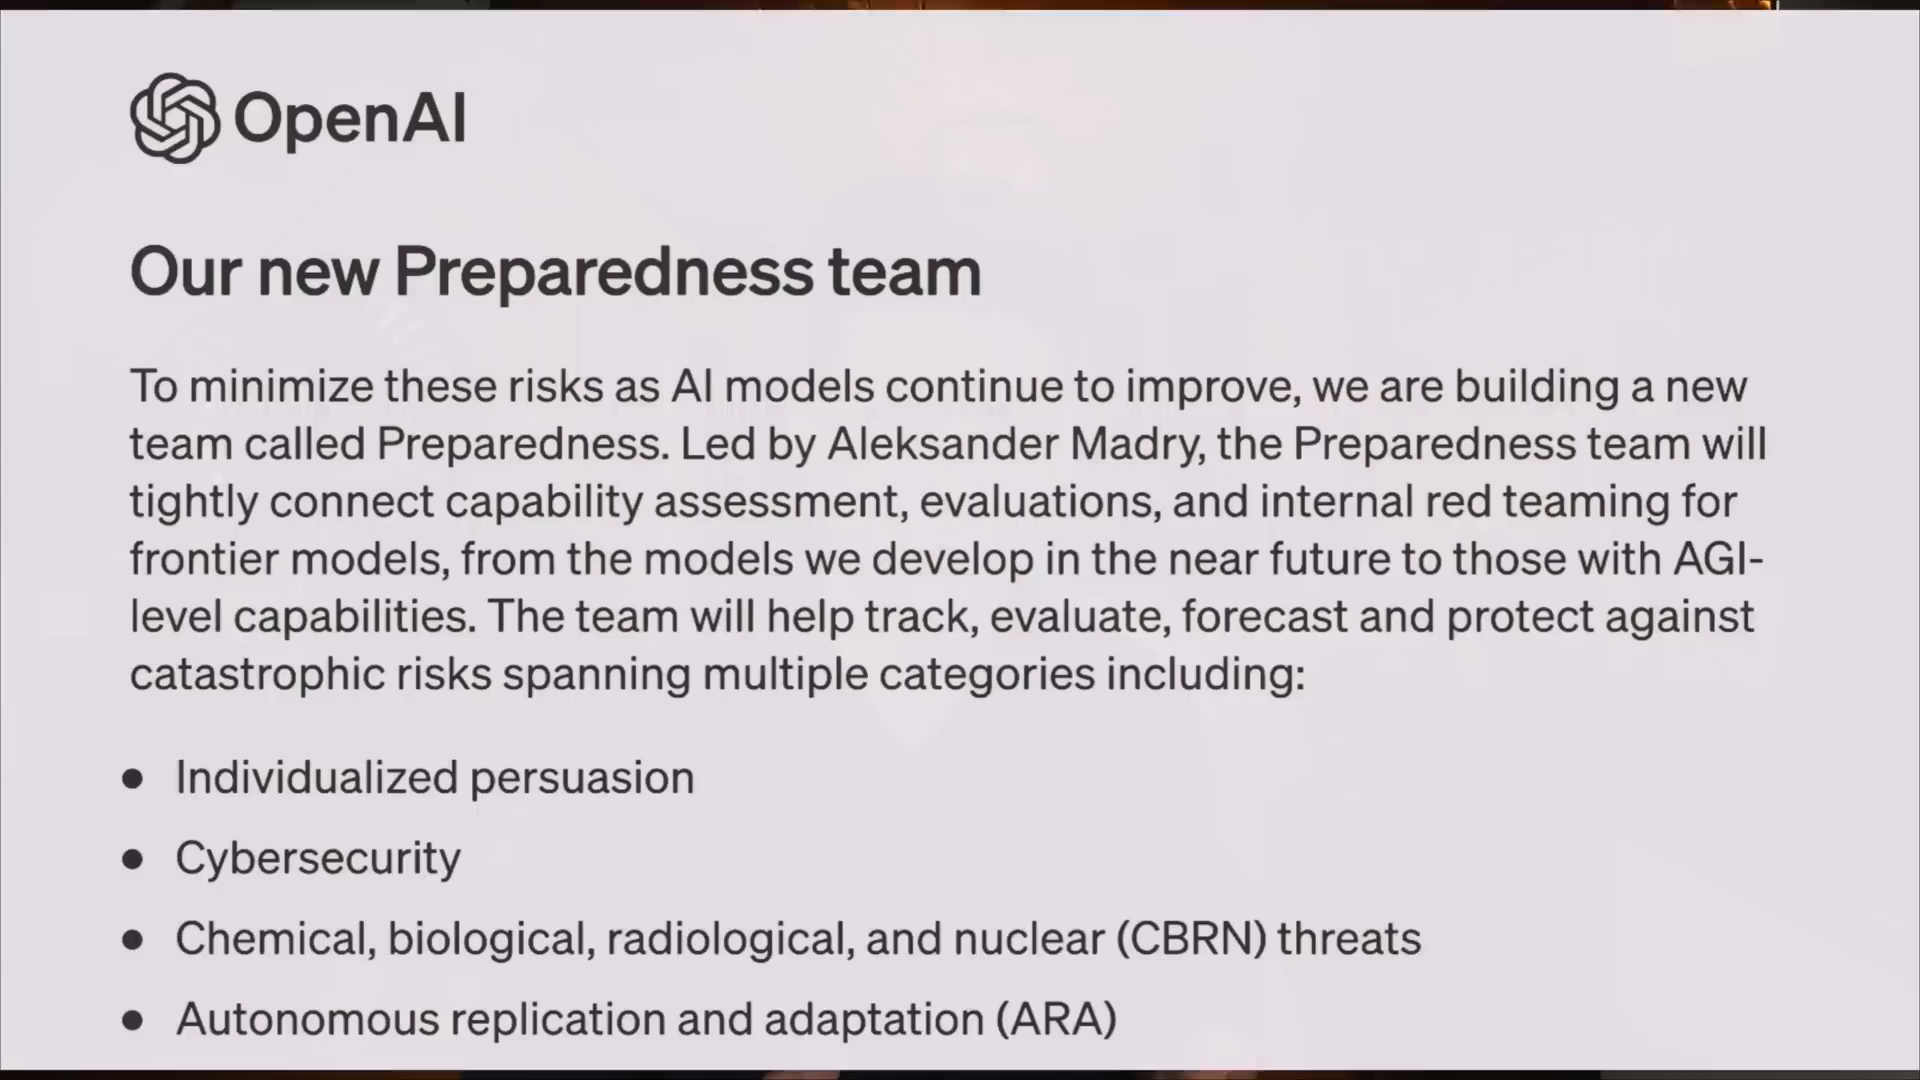 OpenAI
Our new Preparedness team
To minimize these risks as AI models continue to improve, we are building a new
team called Preparedness. Led by Aleksander Madry, the Preparedness team will
tightly connect capability assessment, evaluations, and internal red teaming for
frontier models, from the models we develop in the near future to those with AGI-
level capabilities. The team will help track, evaluate, forecast and protect against
catastrophic risks spanning multiple categories including:
● Individualized persuasion
● Cybersecurity
● Chemical, biological, radiological, and nuclear (CBRN) threats
● Autonomous replication and adaptation (ARA)